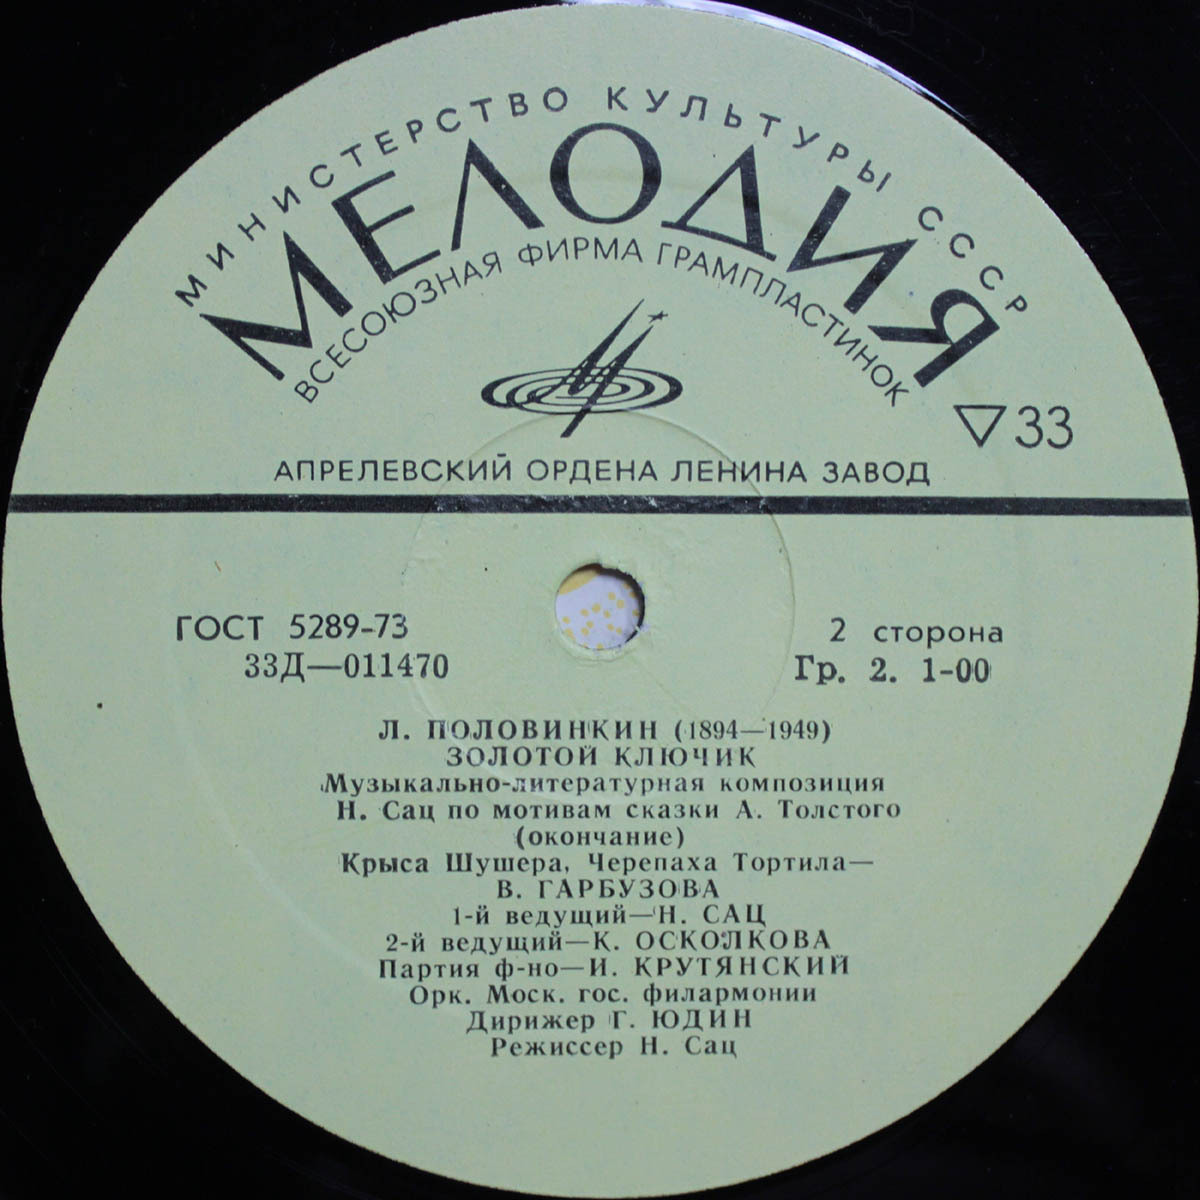 МИНИСТЕРСТВО КУЛЬТУРЫ СССР
МЕЛОДИЯ
ВСЕСОЮЗНАЯ ФИРМА ГРАМПЛАСТИНОК
▽33
АПРЕЛЕВСКИЙ ОРДЕНА ЛЕНИНА ЗАВОД
ГОСТ 5289-73
33Д—011470
2 сторона
Гр. 2. 1-00
Л. ПОЛОВИНКИН (1894—1949)
ЗОЛОТОЙ КЛЮЧИК
Музыкально-литературная композиция
Н. Сац по мотивам сказки А. Толстого
(окончание)
Крыса Шушера, Черепаха Тортила—
В. ГАРБУЗОВА
1-й ведущий—Н. САЦ
2-й ведущий—К. ОСКОЛКОВА
Партия ф-но—И. КРУТЯНСКИЙ
Орк. Моск. гос. филармонии
Дирижер Г. ЮДИН
Режиссер Н. Сац